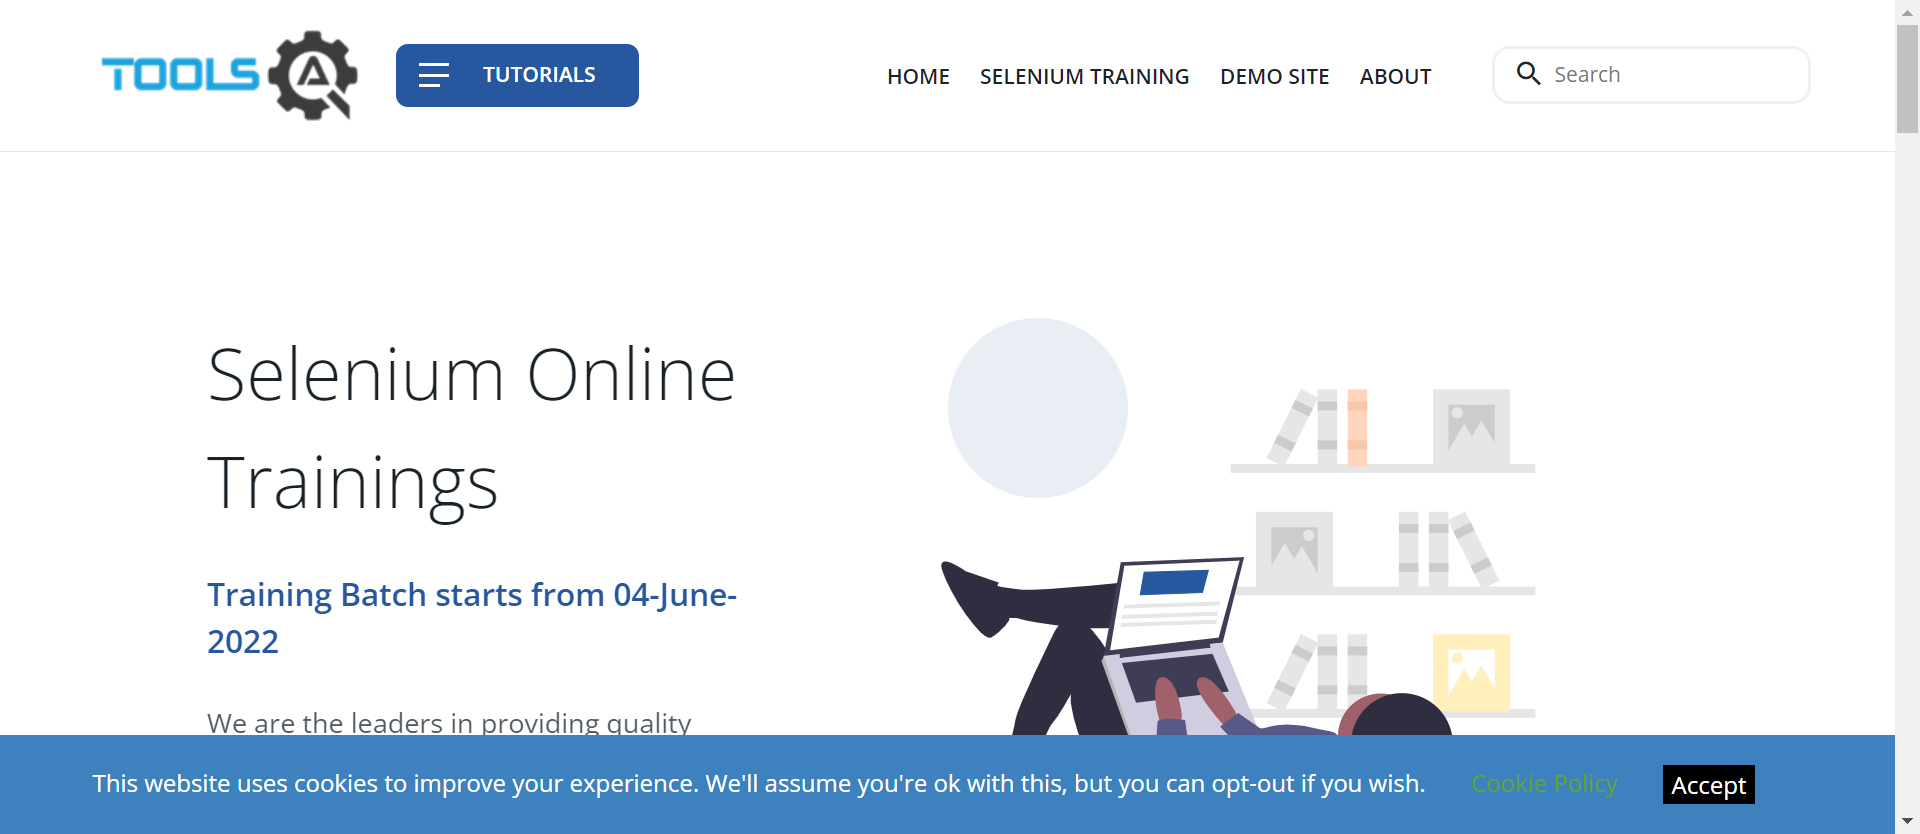 TOOLS QA
TUTORIALS
HOME
SELENIUM TRAINING
DEMO SITE
ABOUT
Search
Selenium Online
Trainings
Training Batch starts from 04-June-
2022
We are the leaders in providing quality
This website uses cookies to improve your experience. We'll assume you're ok with this, but you can opt-out if you wish.
Cookie Policy
Accept